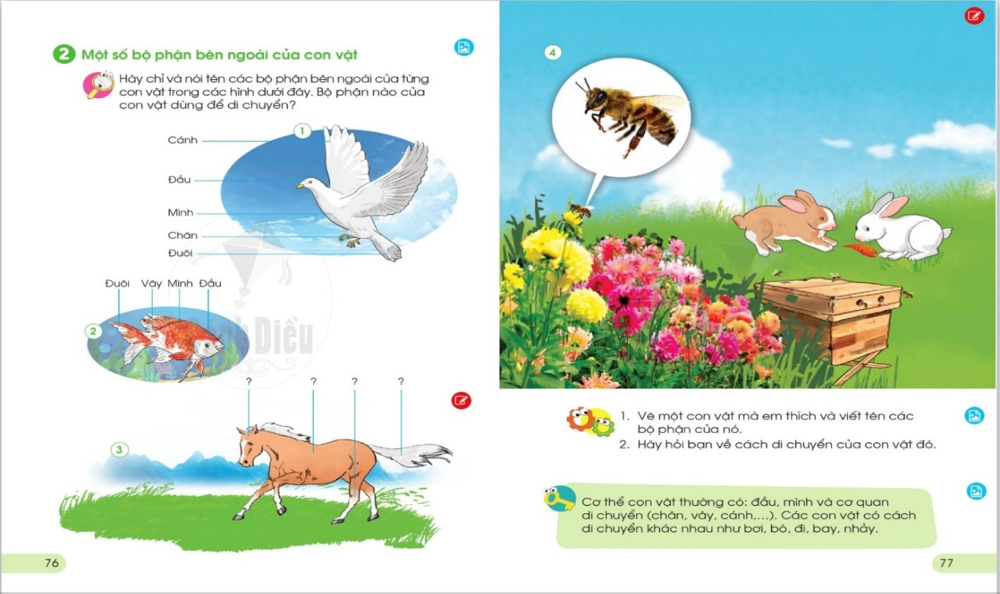 2 Một số bộ phận bên ngoài của con vật
Hãy chỉ và nói tên các bộ phận bên ngoài của từng
con vật trong các hình dưới đây. Bộ phận nào của
con vật dùng để di chuyển?
1
Cánh
Đầu
Mình
Chân
Đuôi
Đuôi Vây Mình Đầu
2
Cánh Diều
? ? ? ?
3
76
4
1. Vẽ một con vật mà em thích và viết tên các
bộ phận của nó.
2. Hãy hỏi bạn về cách di chuyển của con vật đó.
Cơ thể con vật thường có: đầu, mình và cơ quan
di chuyển (chân, vây, cánh,...). Các con vật có cách
di chuyển khác nhau như bơi, bò, đi, bay, nhảy.
77